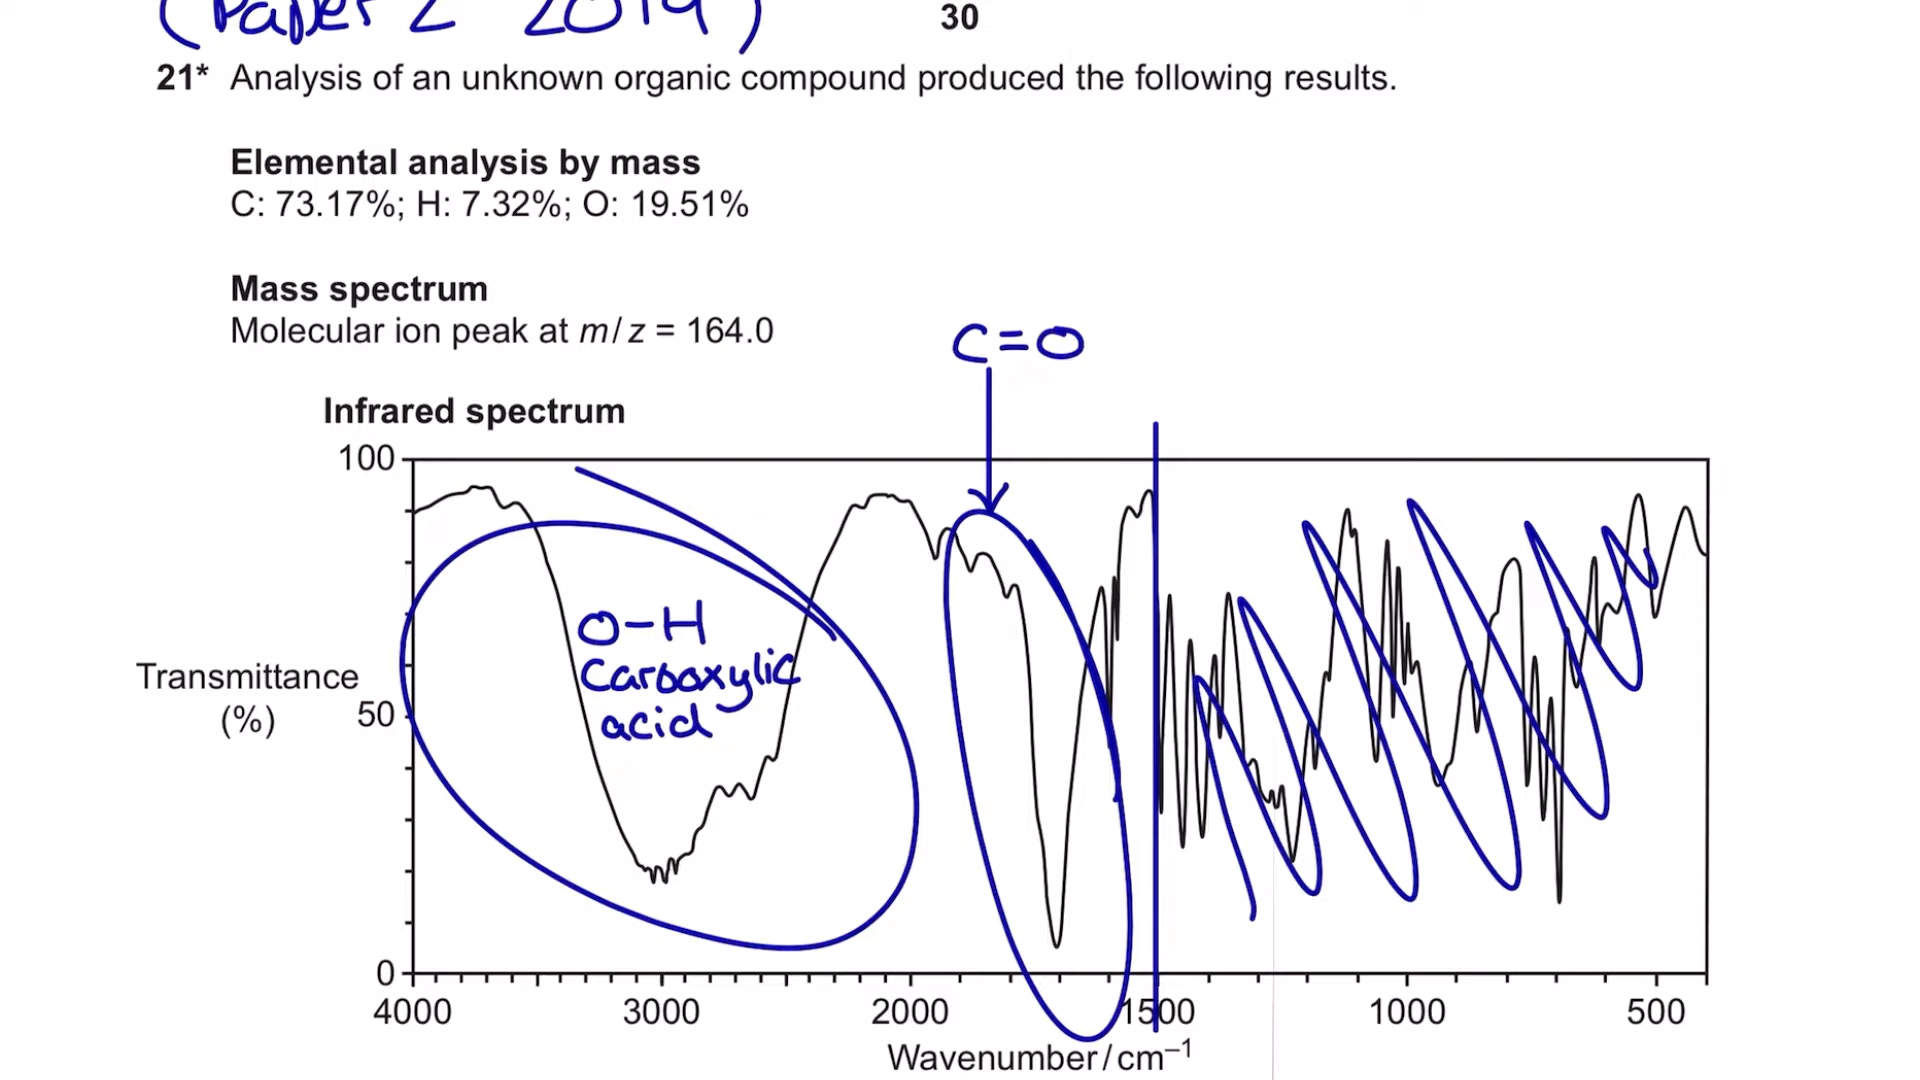 (Paper 2 2019)
30
21* Analysis of an unknown organic compound produced the following results.
Elemental analysis by mass
C: 73.17%; H: 7.32%; O: 19.51%
Mass spectrum
Molecular ion peak at m/z = 164.0
C=O
Infrared spectrum
100
O-H
Carboxylic
acid
Transmittance
(%)
50
0
4000 3000 2000 1500 1000 500
Wavenumber/cm⁻¹